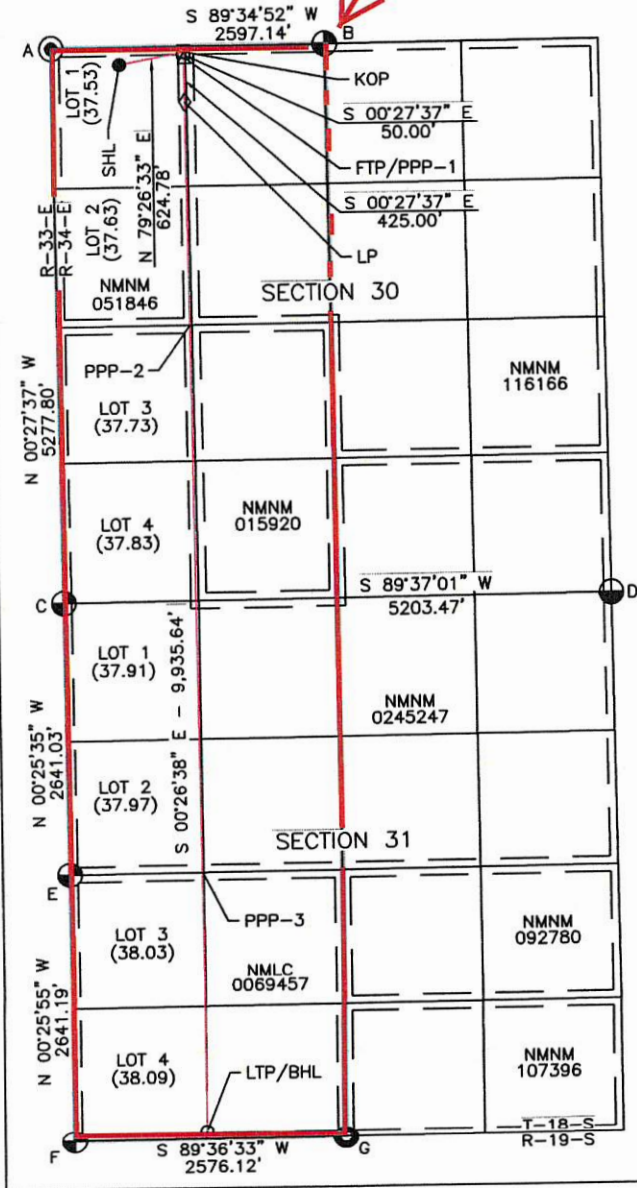 S 89°34'52" W
2597.14'
A
B
LOT 1
(37.53)
SHL
KOP
S 00°27'37" E
50.00'
FTP/PPP-1
S 00°27'37" E
425.00'
LP
N 79°26'33" E
624.78'
R-33-E
R-34-E
LOT 2
(37.63)
NMNM
051846
SECTION 30
PPP-2
NMNM
116166
LOT 3
(37.73)
N 00°27'37" W
5277.80'
LOT 4
(37.83)
NMNM
015920
S 89°37'01" W
5203.47'
C
D
LOT 1
(37.91)
S 00°26'38" E - 9,935.64'
NMNM
0245247
N 00°25'35" W
2641.03'
LOT 2
(37.97)
SECTION 31
E
PPP-3
LOT 3
(38.03)
NMLC
0069457
NMNM
092780
N 00°25'55" W
2641.19'
LOT 4
(38.09)
LTP/BHL
NMNM
107396
T-18-S
R-19-S
F
S 89°36'33" W
2576.12'
G